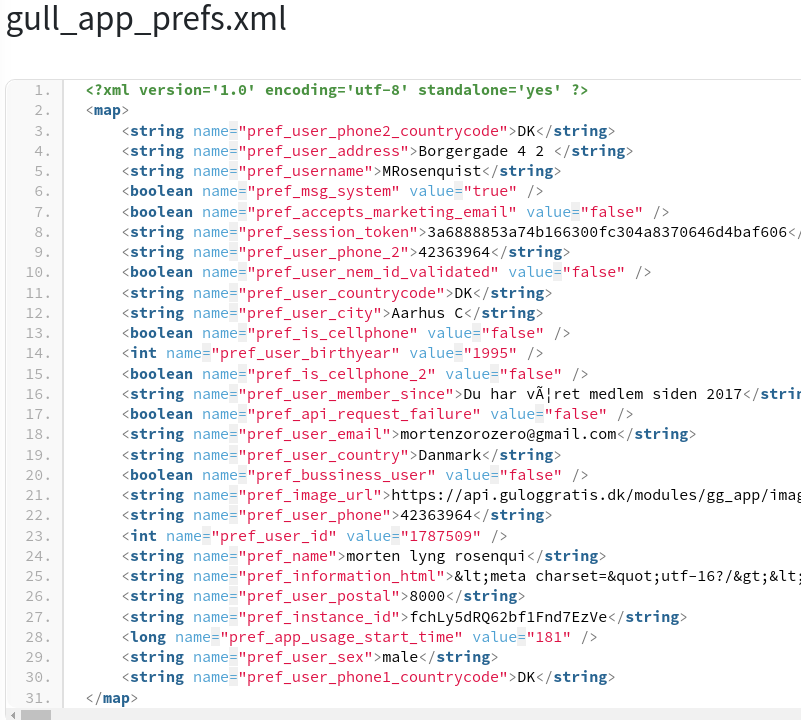 gull_app_prefs.xml
1. <?xml version='1.0' encoding='utf-8' standalone='yes' ?>
2. <map>
3. <string name="pref_user_phone2_countrycode">DK</string>
4. <string name="pref_user_address">Borgergade 4 2 </string>
5. <string name="pref_username">MRosenquist</string>
6. <boolean name="pref_msg_system" value="true" />
7. <boolean name="pref_accepts_marketing_email" value="false" />
8. <string name="pref_session_token">3a6888853a74b166300fc304a8370646d4baf606</
9. <string name="pref_user_phone_2">42363964</string>
10. <boolean name="pref_user_nem_id_validated" value="false" />
11. <string name="pref_user_countrycode">DK</string>
12. <string name="pref_user_city">Aarhus C</string>
13. <boolean name="pref_is_cellphone" value="false" />
14. <int name="pref_user_birthyear" value="1995" />
15. <boolean name="pref_is_cellphone_2" value="false" />
16. <string name="pref_user_member_since">Du har vÃ¦ret medlem siden 2017</strin
17. <boolean name="pref_api_request_failure" value="false" />
18. <string name="pref_user_email">mortenzorozero@gmail.com</string>
19. <string name="pref_user_country">Danmark</string>
20. <boolean name="pref_bussiness_user" value="false" />
21. <string name="pref_image_url">https://api.guloggratis.dk/modules/gg_app/imag
22. <string name="pref_user_phone">42363964</string>
23. <int name="pref_user_id" value="1787509" />
24. <string name="pref_name">morten lyng rosenqui</string>
25. <string name="pref_information_html">&lt;meta charset=&quot;utf-16?/&gt;&lt;
26. <string name="pref_user_postal">8000</string>
27. <string name="pref_instance_id">fchLy5dRQ62bf1Fnd7EzVe</string>
28. <long name="pref_app_usage_start_time" value="181" />
29. <string name="pref_user_sex">male</string>
30. <string name="pref_user_phone1_countrycode">DK</string>
31. </map>